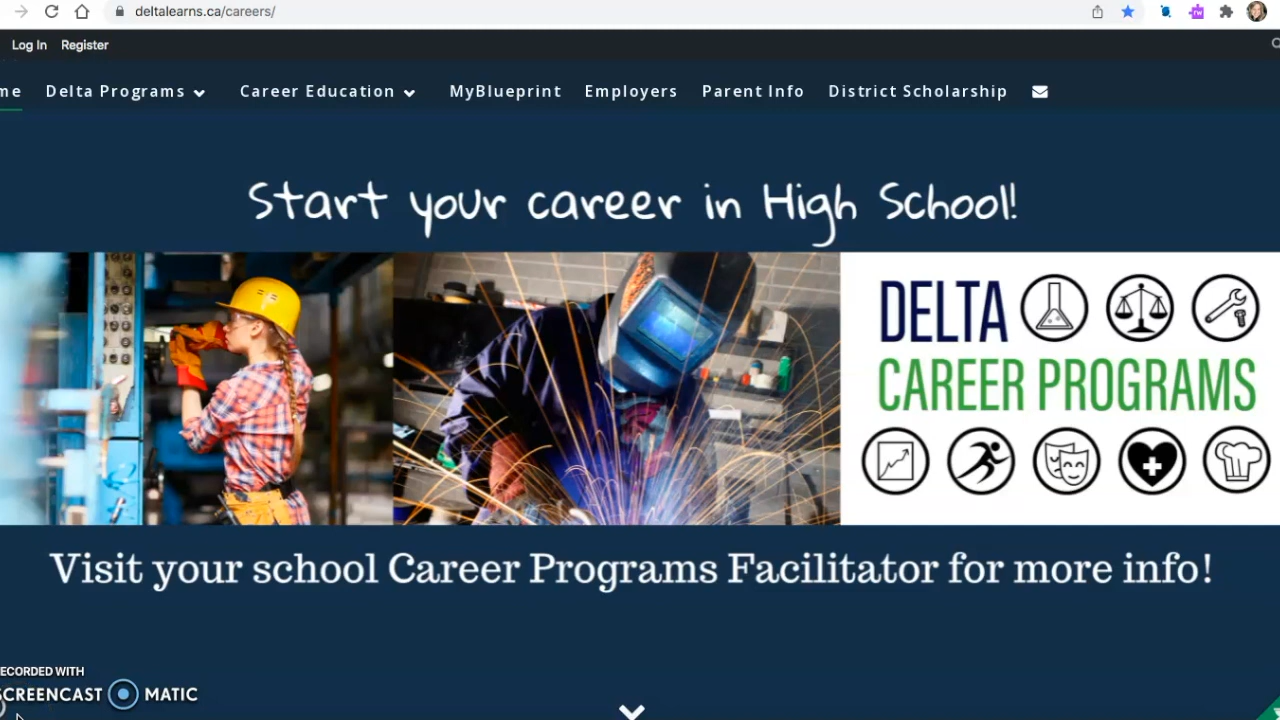 deltalearns.ca/careers/
Log In Register
me Delta Programs Career Education MyBlueprint Employers Parent Info District Scholarship
Start your career in High School!
DELTA
CAREER PROGRAMS
Visit your school Career Programs Facilitator for more info!
ECORDED WITH
SCREENCAST MATIC